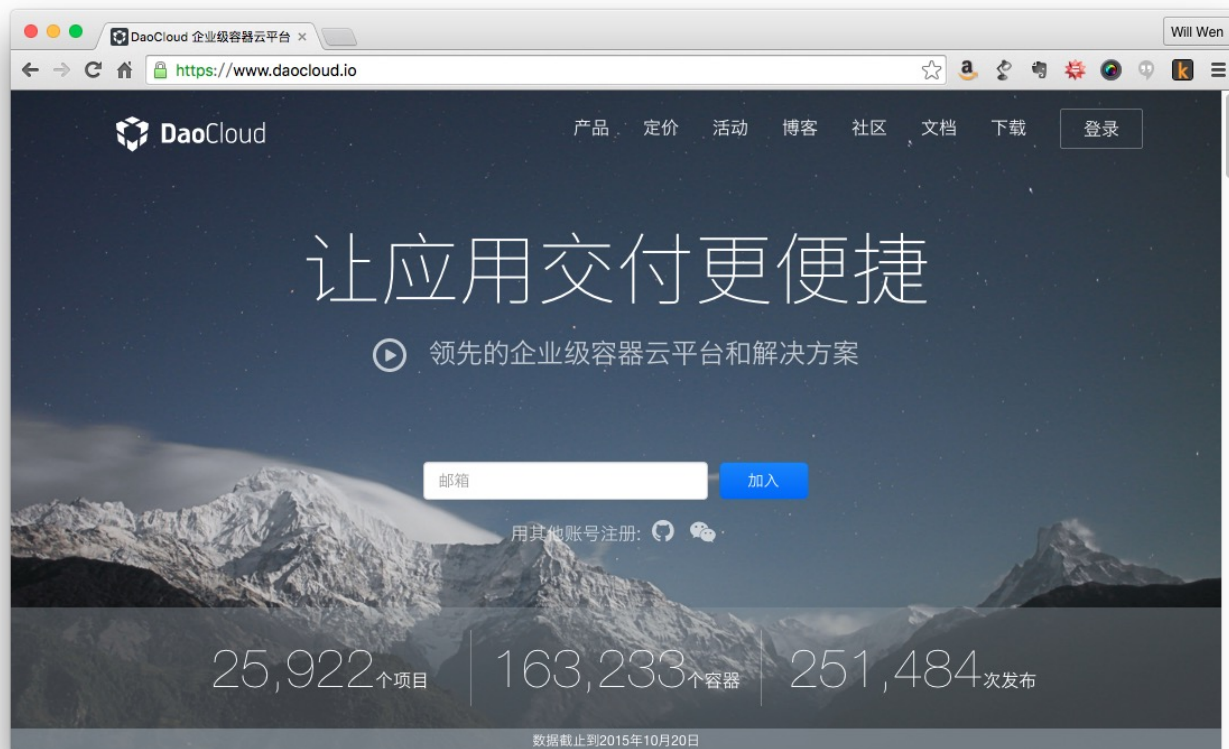 DaoCloud 企业级容器云平台
Will Wen
https://www.daocloud.io
DaoCloud
产品 定价 活动 博客 社区 文档 下载 登录
让应用交付更便捷
领先的企业级容器云平台和解决方案
邮箱 加入
用其他账号注册:
25,922个项目 163,233个容器 251,484次发布
数据截止到2015年10月20日